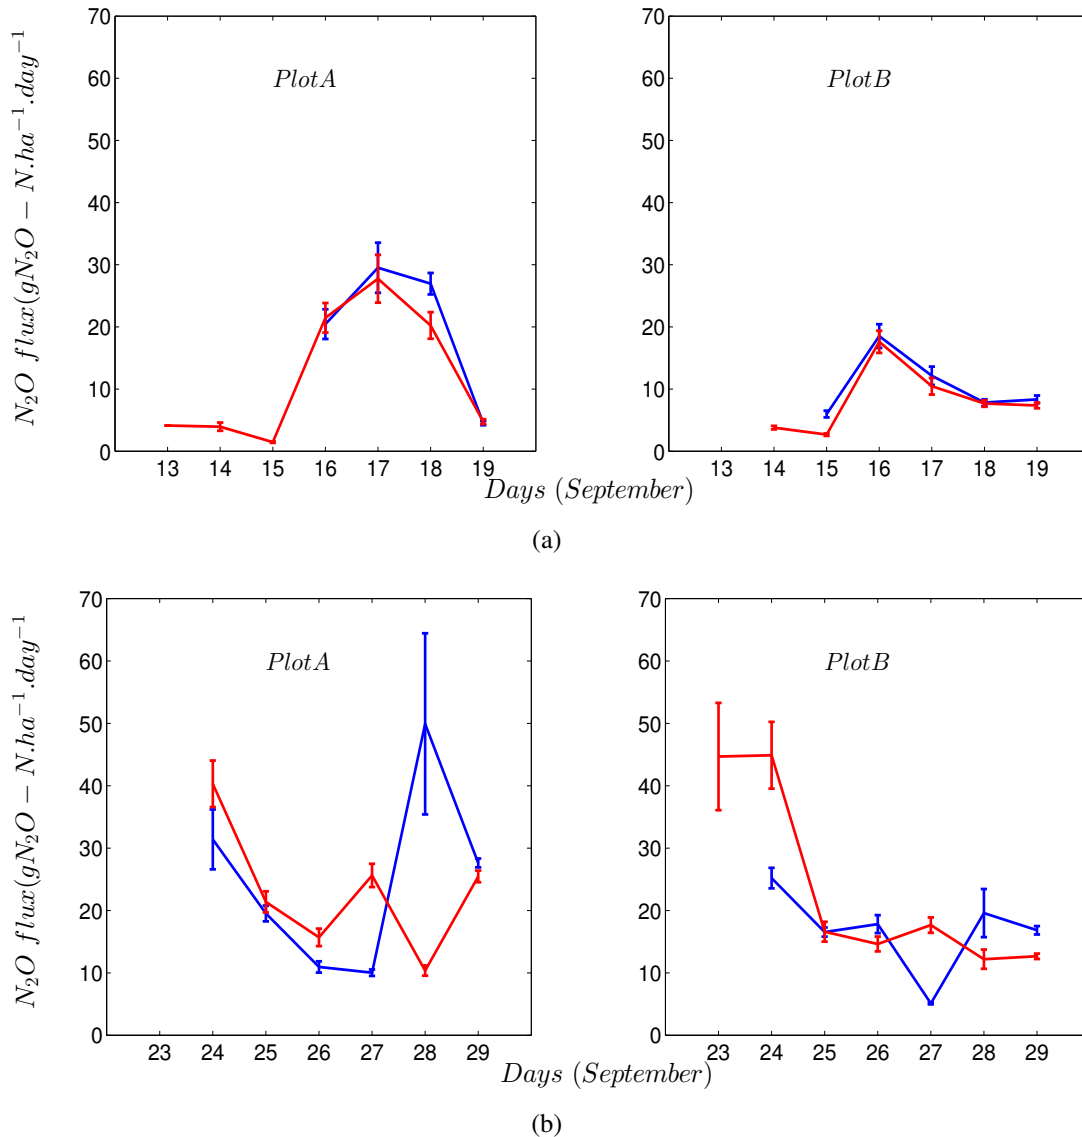 N₂O flux(gN₂O − N.ha⁻¹.day⁻¹
70
60
50
40
30
20
10
0
PlotA
13 14 15 16 17 18 19
70
60
50
40
30
20
10
0
PlotB
13 14 15 16 17 18 19
Days (September)
(a)
N₂O flux(gN₂O − N.ha⁻¹.day⁻¹
70
60
50
40
30
20
10
0
PlotA
23 24 25 26 27 28 29
70
60
50
40
30
20
10
0
PlotB
23 24 25 26 27 28 29
Days (September)
(b)